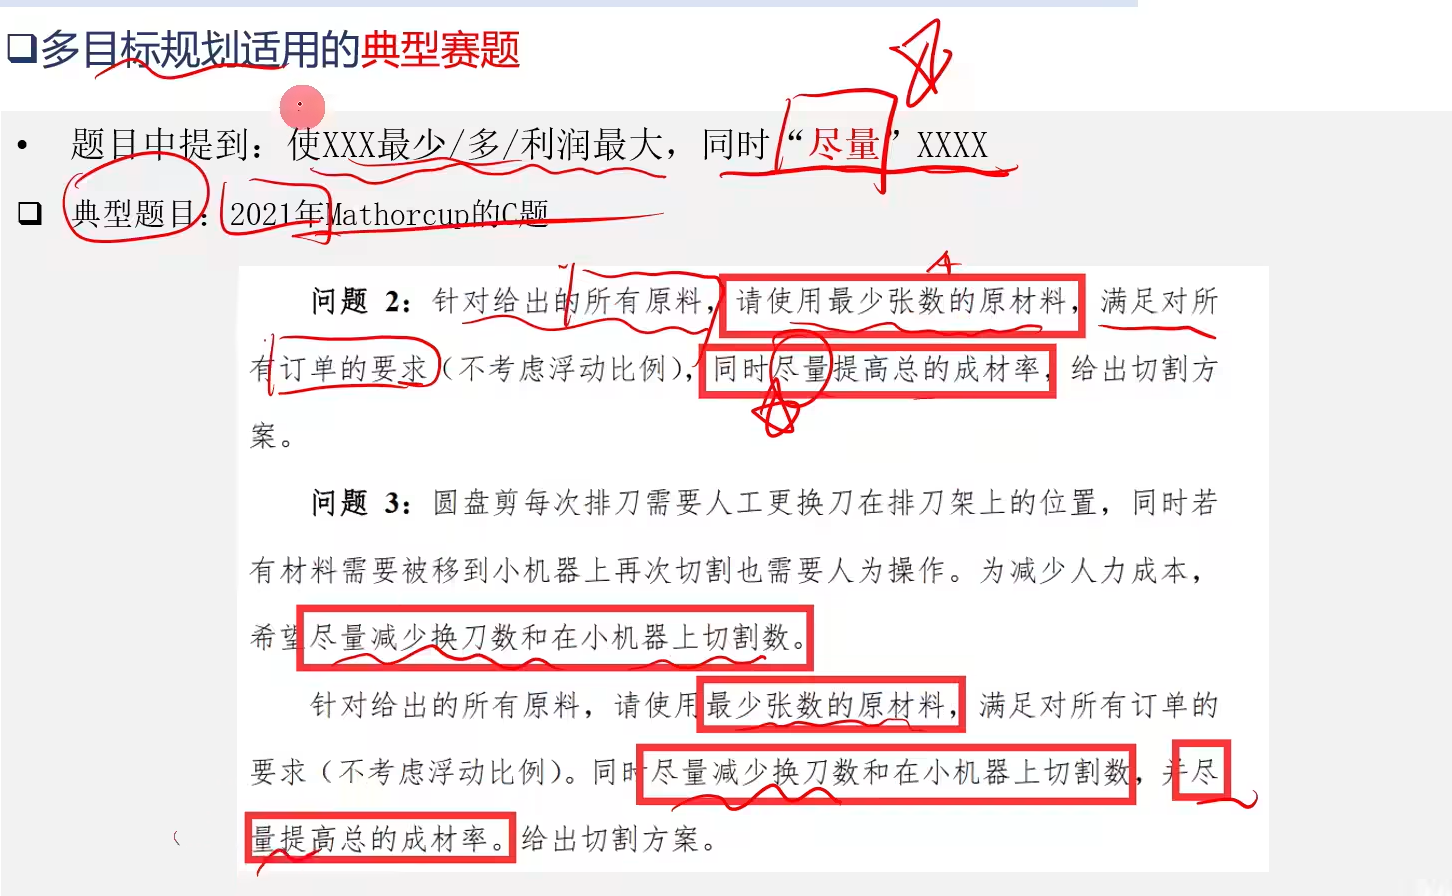 ❑多目标规划适用的典型赛题
• 题目中提到：使XXX最少/多/利润最大，同时“尽量”XXXX
❑ 典型题目：2021年Mathorcup的C题
问题 2：针对给出的所有原料，请使用最少张数的原材料，满足对所
有订单的要求（不考虑浮动比例），同时尽量提高总的成材率，给出切割方
案。
问题 3：圆盘剪每次排刀需要人工更换刀在排刀架上的位置，同时若
有材料需要被移到小机器上再次切割也需要人为操作。为减少人力成本，
希望尽量减少换刀数和在小机器上切割数。
针对给出的所有原料，请使用最少张数的原材料，满足对所有订单的
要求（不考虑浮动比例）。同时尽量减少换刀数和在小机器上切割数，并尽
量提高总的成材率。给出切割方案。